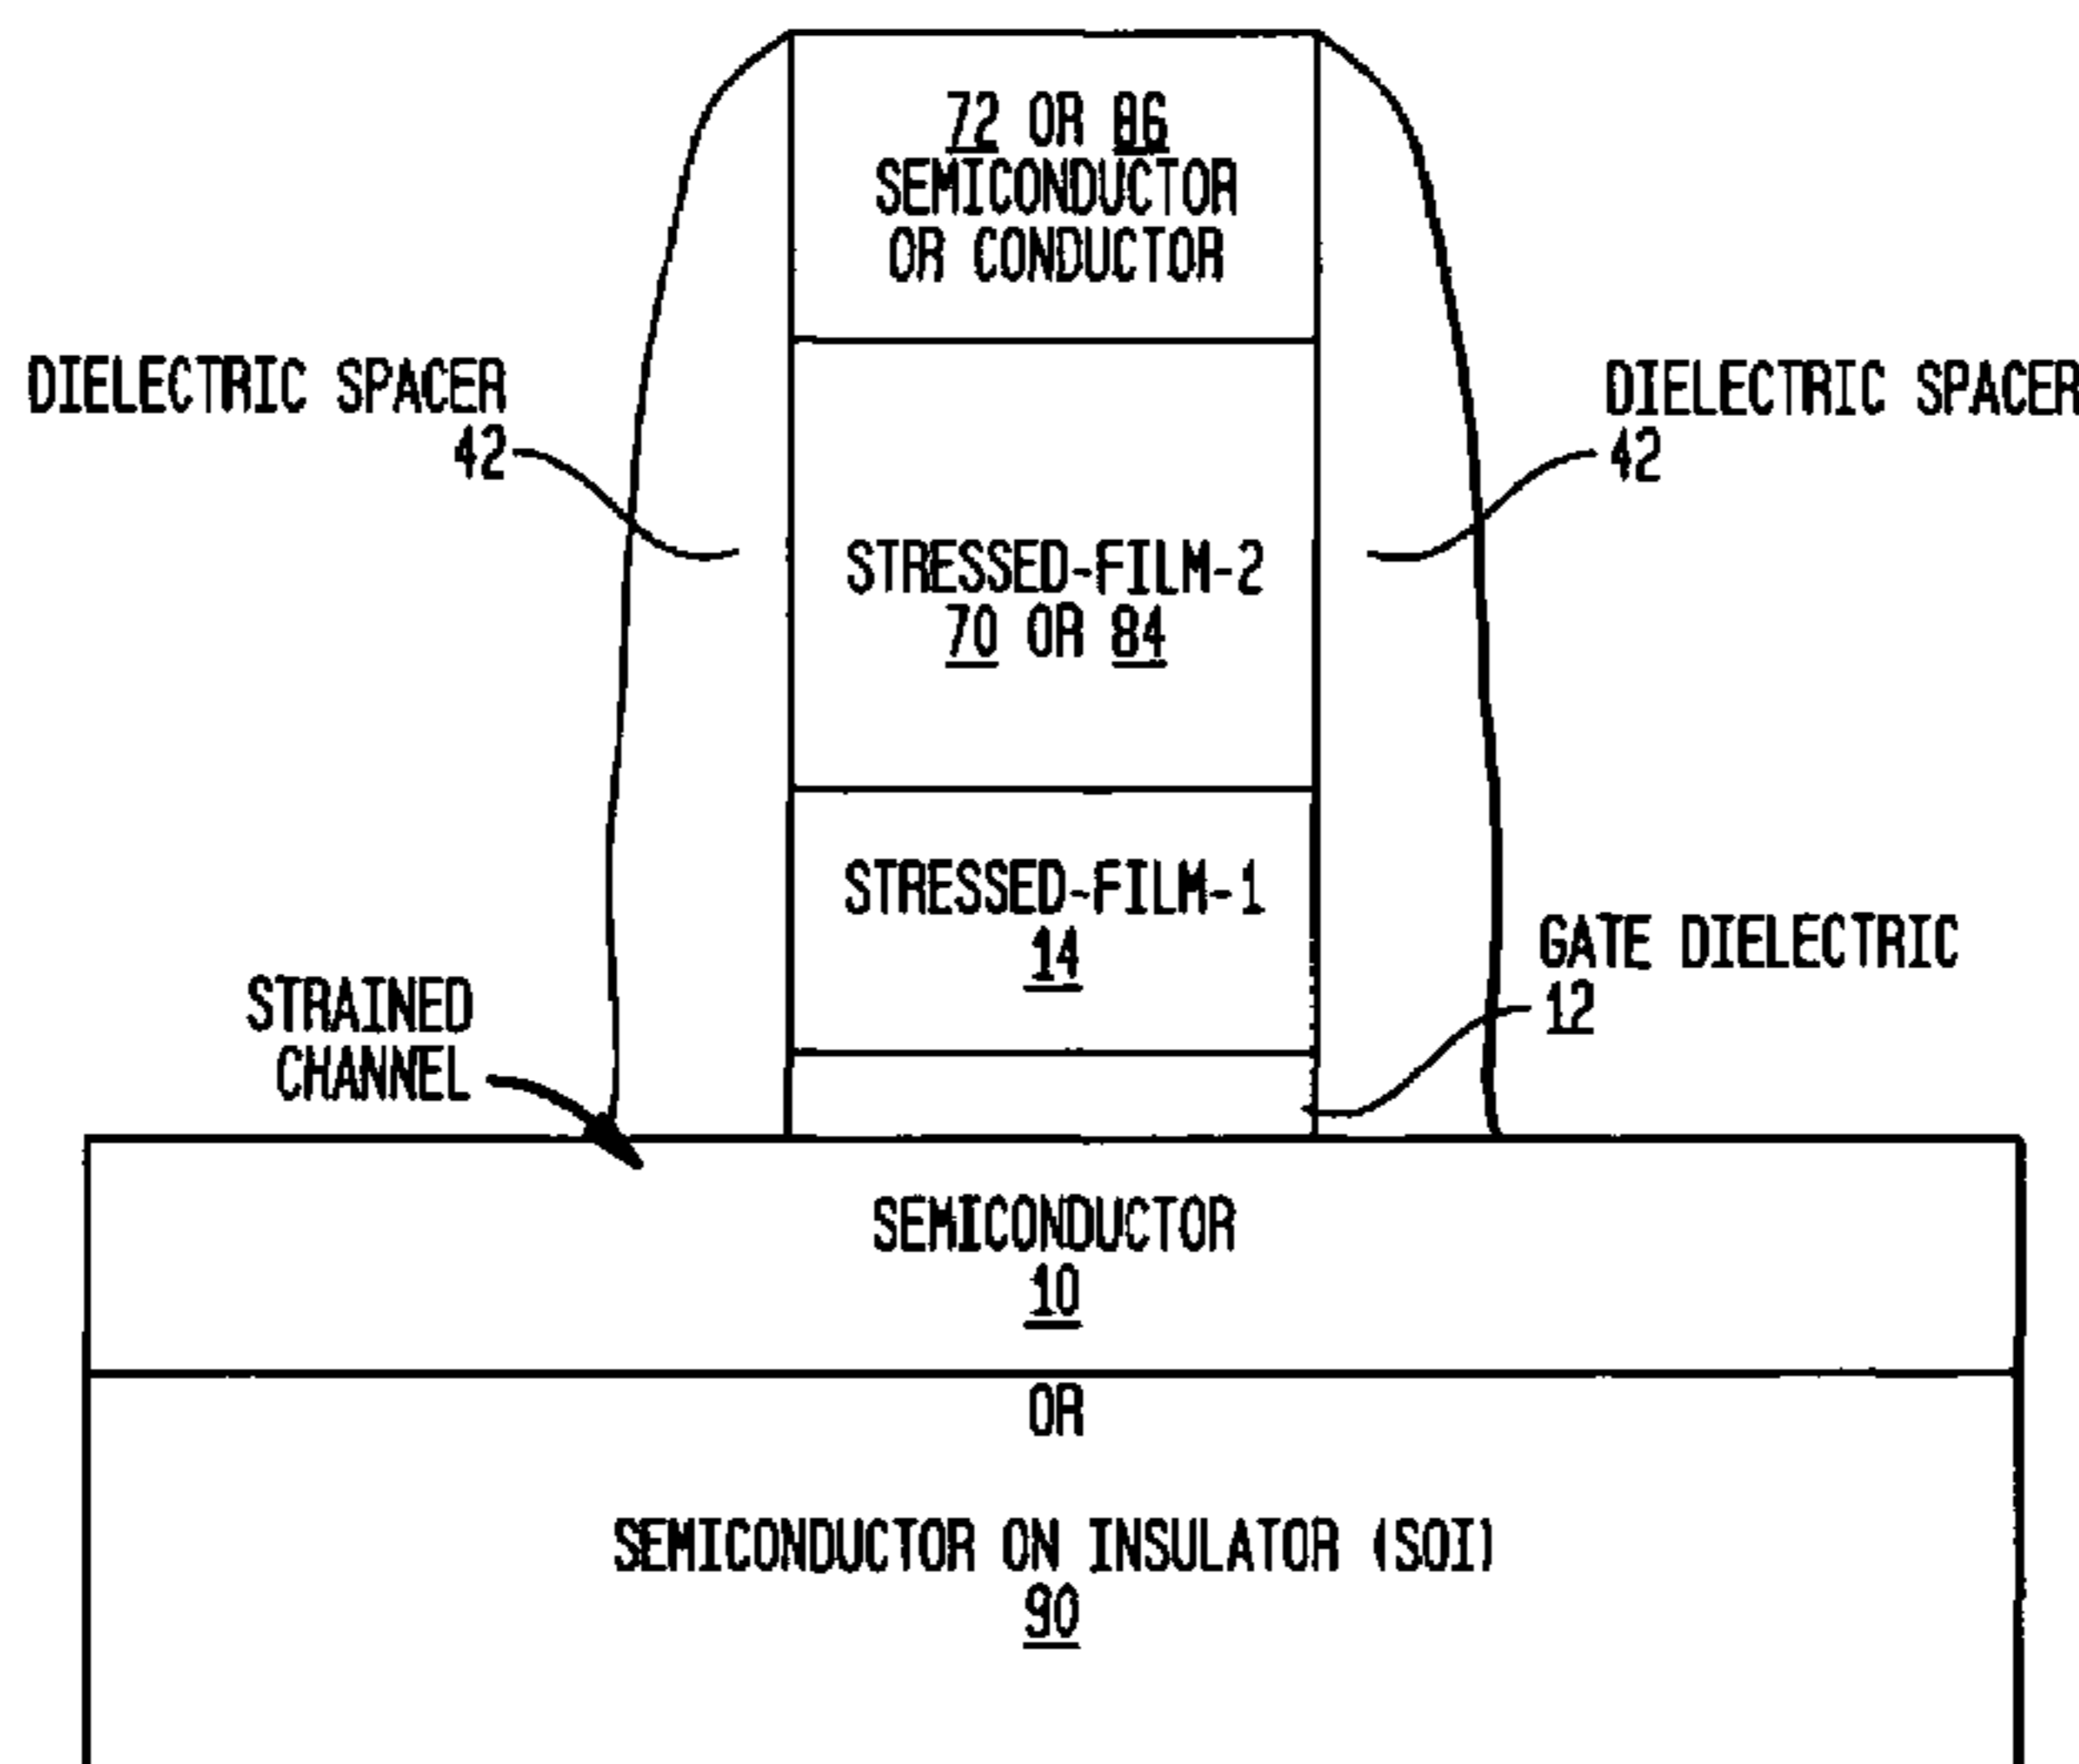 72 OR 86
SEMICONDUCTOR
OR CONDUCTOR
DIELECTRIC SPACER
42
DIELECTRIC SPACER
42
STRESSED-FILM-2
70 OR 84
STRESSED-FILM-1
14
GATE DIELECTRIC
12
STRAINED
CHANNEL
SEMICONDUCTOR
10
OR
SEMICONDUCTOR ON INSULATOR (SOI)
90